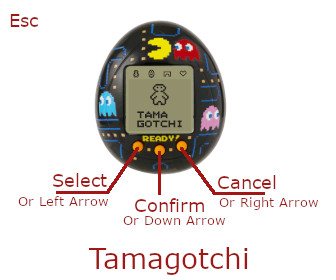 Esc
TAMA
GOTCHI
READY!
Select
Or Left Arrow
Confirm
Or Down Arrow
Cancel
Or Right Arrow
Tamagotchi